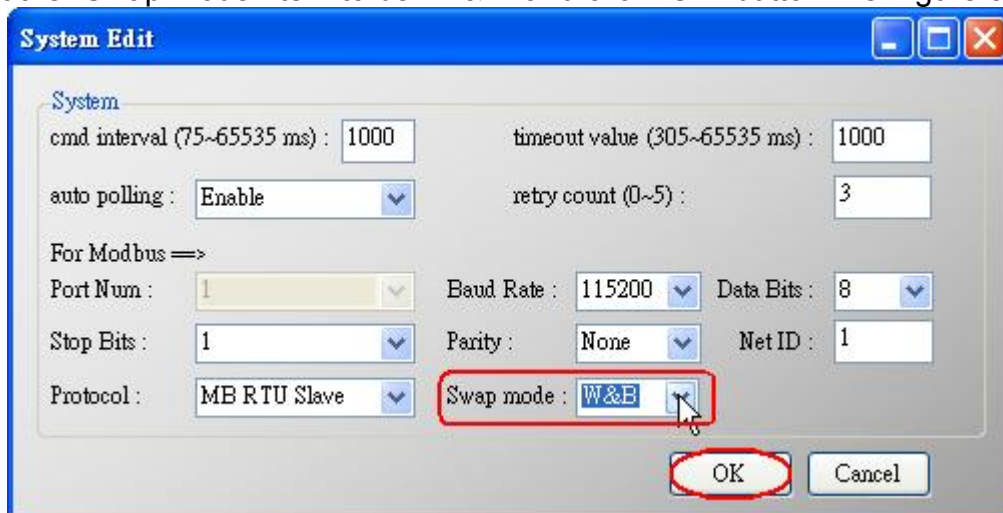 System Edit
System
cmd interval (75~65535 ms) : 1000 timeout value (305~65535 ms) : 1000
auto polling : Enable retry count (0~5) : 3
For Modbus ==>
Port Num : 1 Baud Rate : 115200 Data Bits : 8
Stop Bits : 1 Parity : None Net ID : 1
Protocol : MB RTU Slave Swap mode : W&B
OK Cancel